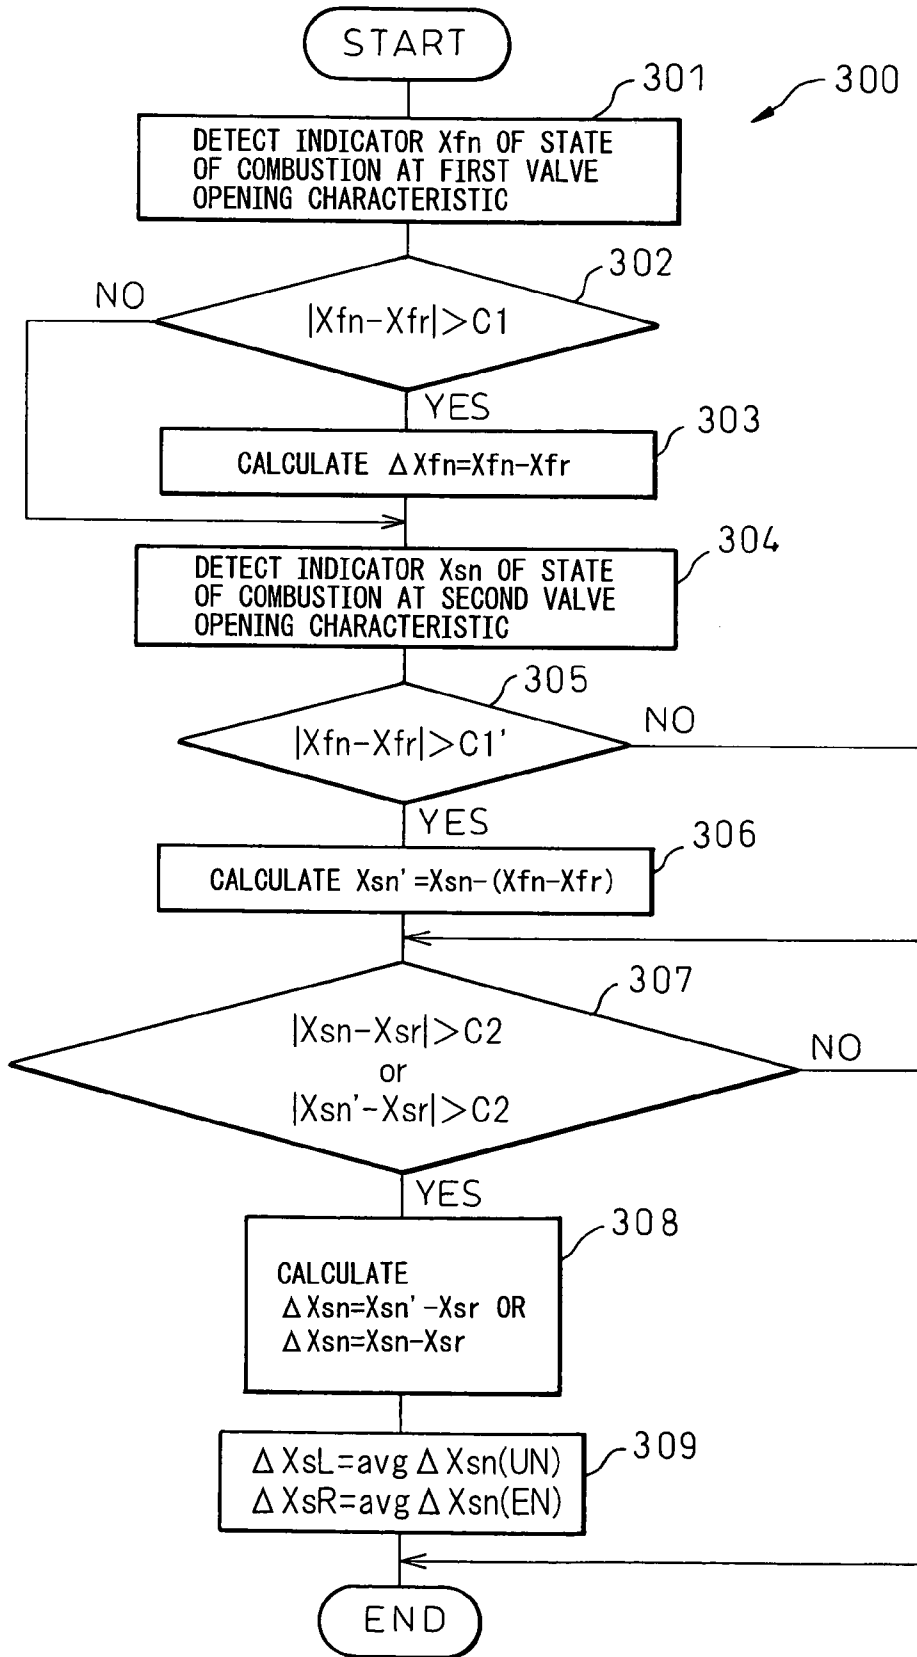 START
301
300
DETECT INDICATOR Xfn OF STATE
OF COMBUSTION AT FIRST VALVE
OPENING CHARACTERISTIC
302
NO
|Xfn-Xfr|>C1
YES
303
CALCULATE ΔXfn=Xfn-Xfr
304
DETECT INDICATOR Xsn OF STATE
OF COMBUSTION AT SECOND VALVE
OPENING CHARACTERISTIC
305
NO
|Xfn-Xfr|>C1'
YES
306
CALCULATE Xsn'=Xsn-(Xfn-Xfr)
307
|Xsn-Xsr|>C2
or
|Xsn'-Xsr|>C2
NO
YES
308
CALCULATE
ΔXsn=Xsn'-Xsr OR
ΔXsn=Xsn-Xsr
309
ΔXsL=avgΔXsn(UN)
ΔXsR=avgΔXsn(EN)
END